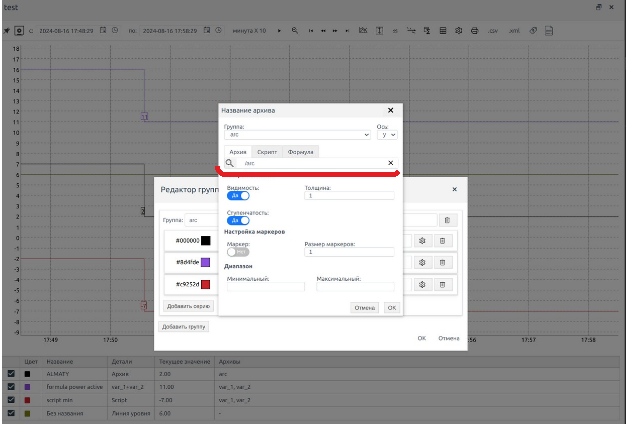 test
с 2024-08-16 17:48:29 по: 2024-08-16 17:58:29 минута X 10 .csv .xml
18
17
16
15
14
13
12
11
10
9
8
7
6
5
4
3
2
1
0
-1
-2
-3
-4
-5
-6
-7
-8
-9
17:49 17:50 17:57 17:58
Название архива
Группа: Ось:
arc y
Архив Скрипт Формула
/arc
Видимость: Толщина:
Да 1
Ступенчатость:
Да
Настройка маркеров
Маркер: Размер маркеров:
Нет 1
Диапазон
Минимальный: Максимальный:
Отмена OK
Редактор групп
Группа: arc
#000000
#8d4fde
#c9252d
Добавить серию
Добавить группу
OK Отмена
Цвет Название Детали Текущее значение Архивы
ALMATY Архив 2.00 arc
formula power active var_1+var_2 11.00 var_1, var_2
script min Script -7.00 var_1, var_2
Без названия Линия уровня 6.00 -